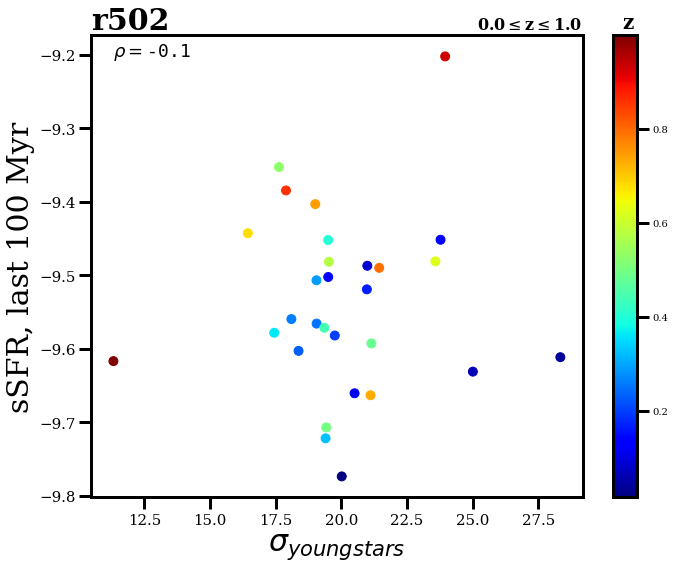 r502
0.0 ≤ z ≤ 1.0
z
ρ = -0.1
sSFR, last 100 Myr
−9.2
−9.3
−9.4
−9.5
−9.6
−9.7
−9.8
12.5 15.0 17.5 20.0 22.5 25.0 27.5
σyoungstars
0.8
0.6
0.4
0.2